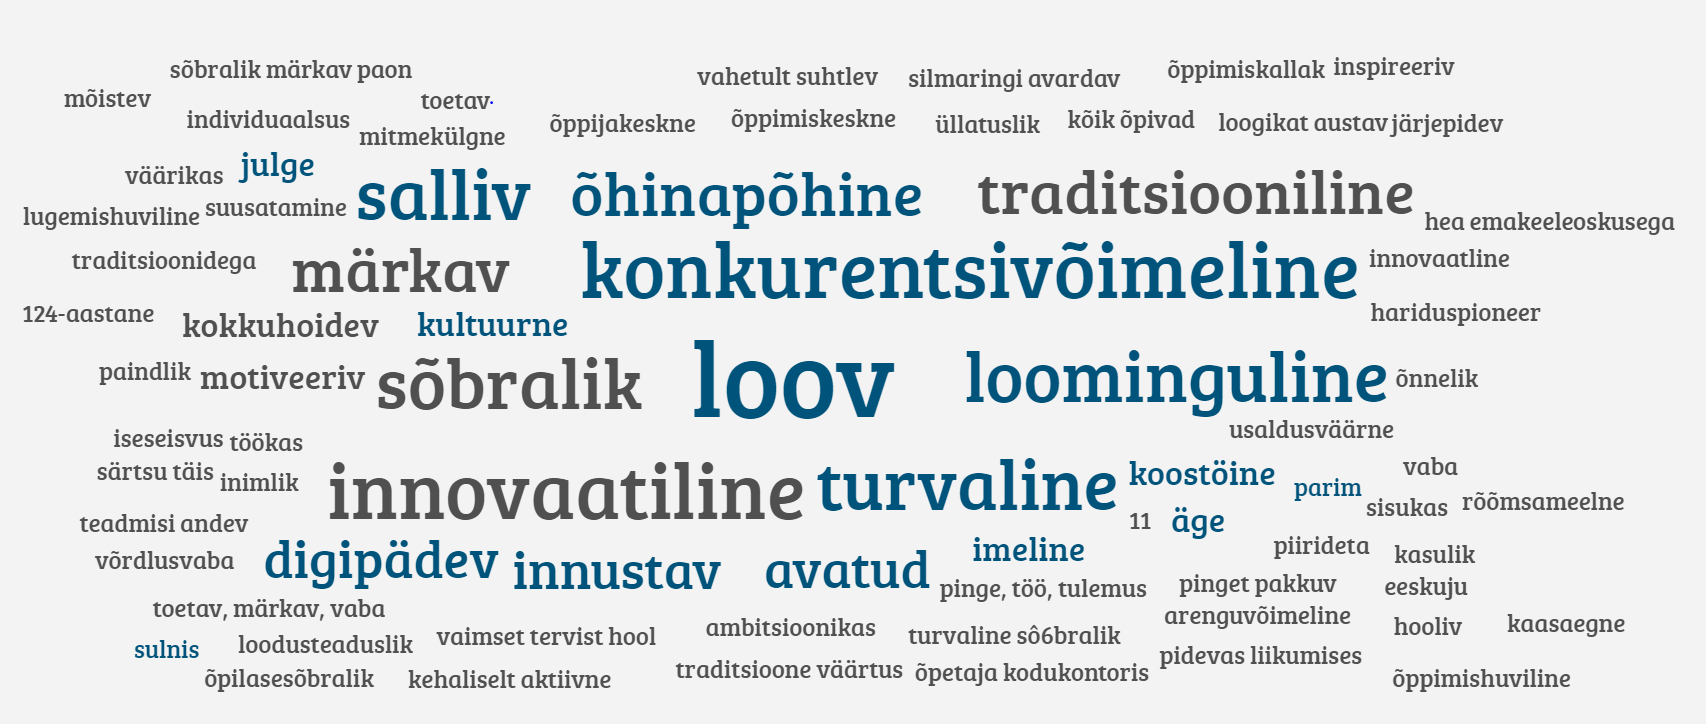 sõbralik märkav paon
vahetult suhtlev
silmaringi avardav
õppimiskallak
inspireeriv
mõistev
toetav
individuaalsus
mitmekülgne
õppijakeskne
õppimiskeskne
üllatuslik
kõik õpivad
loogikat austav
järjepidev
väärikas
julge
salliv
õhinapõhine
traditsiooniline
lugemishuviline
suusatamine
hea emakeeleoskusega
traditsioonidega
märkav
konkurentsivõimeline
innovaatline
124-aastane
kokkuhoidev
kultuurne
hariduspioneer
paindlik
motiveeriv
sõbralik
loov
loominguline
õnnelik
iseseisvus
töökas
usaldusväärne
särtsu täis
inimlik
innovaatiline
turvaline
koostöine
parim
vaba
sisukas
rõõmsameelne
teadmisi andev
11
äge
võrdlusvaba
digipädev
innustav
avatud
imeline
piirideta
kasulik
pinge, töö, tulemus
pinget pakkuv
eeskuju
toetav, märkav, vaba
arenguvõimeline
sulnis
loodusteaduslik
vaimset tervist hool
ambitsioonikas
turvaline sô6bralik
hooliv
kaasaegne
õpilasesõbralik
kehaliselt aktiivne
traditsioone väärtus
õpetaja kodukontoris
pidevas liikumises
õppimishuviline